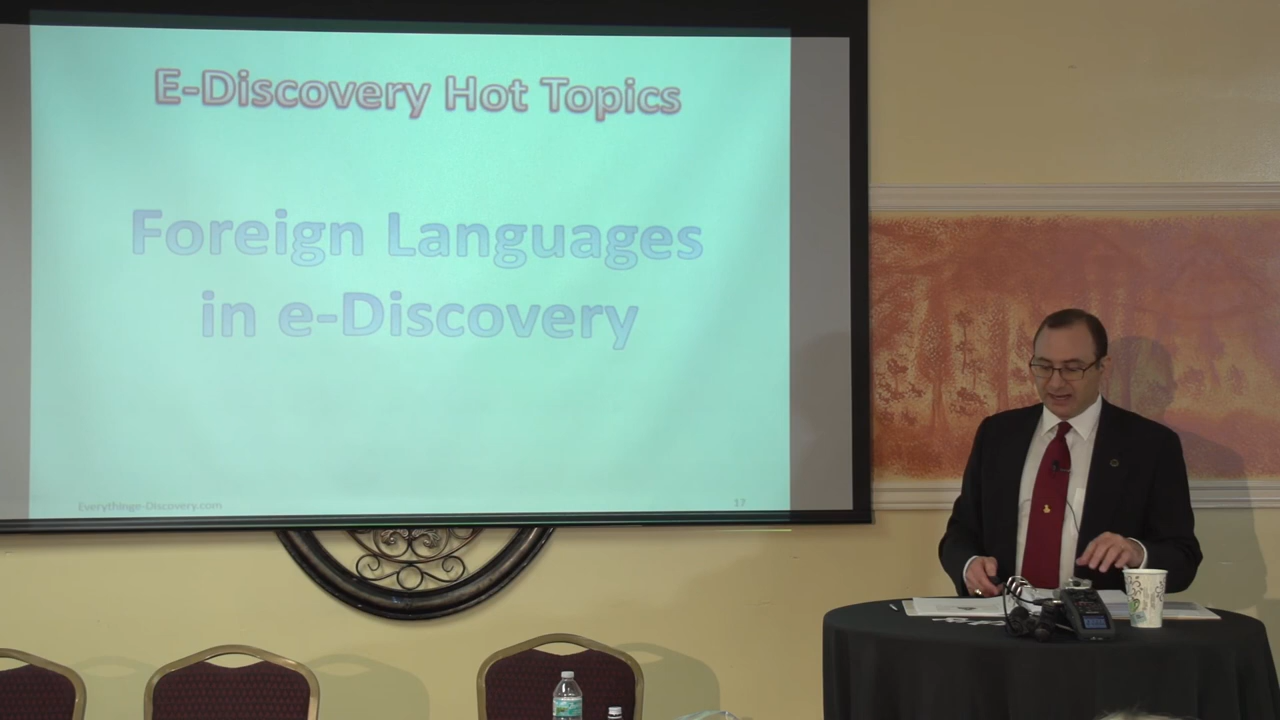 E-Discovery Hot Topics
Foreign Languages
in e-Discovery
Everythinge-Discovery.com
17